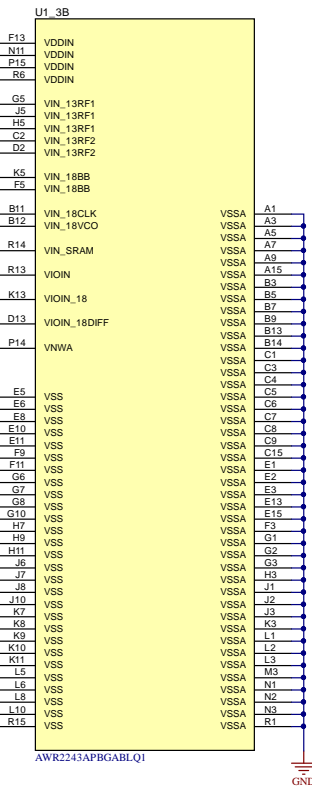 U1_3B
F13 VDDIN
N11 VDDIN
P15 VDDIN
R6 VDDIN
G5 VIN_13RF1
J5 VIN_13RF1
H5 VIN_13RF1
C2 VIN_13RF2
D2 VIN_13RF2
K5 VIN_18BB
F5 VIN_18BB
B11 VIN_18CLK VSSA A1
B12 VIN_18VCO VSSA A3
VSSA A5
R14 VIN_SRAM VSSA A7
VSSA A9
R13 VIOIN VSSA A15
VSSA B3
K13 VIOIN_18 VSSA B5
VSSA B7
D13 VIOIN_18DIFF VSSA B9
VSSA B13
P14 VNWA VSSA B14
VSSA C1
VSSA C3
VSSA C4
E5 VSS VSSA C5
E6 VSS VSSA C6
E8 VSS VSSA C7
E10 VSS VSSA C8
E11 VSS VSSA C9
F9 VSS VSSA C15
F11 VSS VSSA E1
G6 VSS VSSA E2
G7 VSS VSSA E3
G8 VSS VSSA E13
G10 VSS VSSA E15
H7 VSS VSSA F3
H9 VSS VSSA G1
H11 VSS VSSA G2
J6 VSS VSSA G3
J7 VSS VSSA H3
J8 VSS VSSA J1
J10 VSS VSSA J2
K7 VSS VSSA J3
K8 VSS VSSA K3
K9 VSS VSSA L1
K10 VSS VSSA L2
K11 VSS VSSA L3
L5 VSS VSSA M3
L6 VSS VSSA N1
L8 VSS VSSA N2
L10 VSS VSSA N3
R15 VSS VSSA R1
AWR2243APBGABLQ1
GND